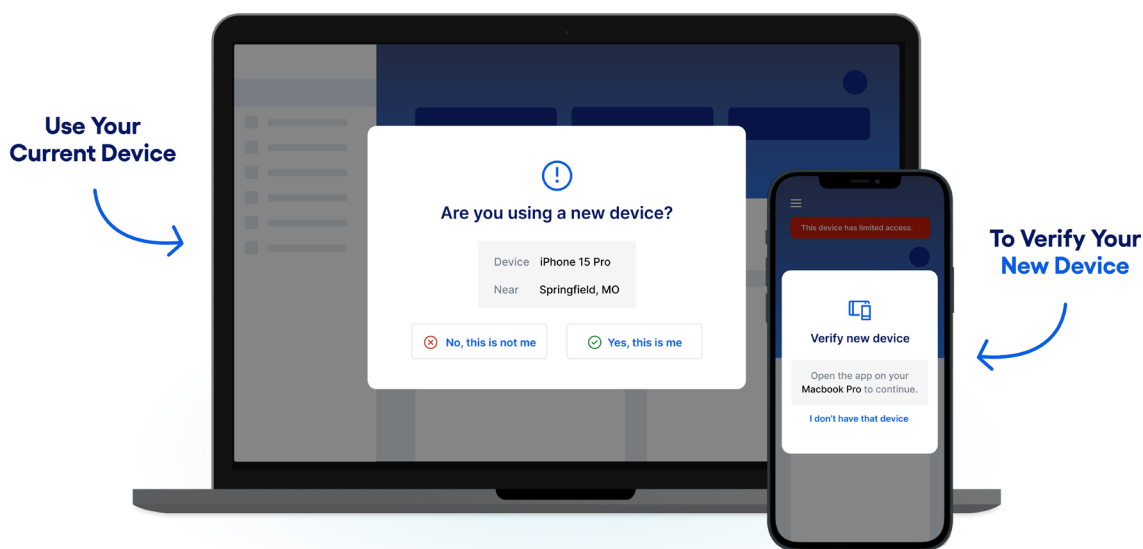 Use Your
Current Device
Are you using a new device?
Device iPhone 15 Pro
Near Springfield, MO
No, this is not me
Yes, this is me
This device has limited access.
Verify new device
Open the app on your
Macbook Pro to continue.
I don't have that device
To Verify Your
New Device